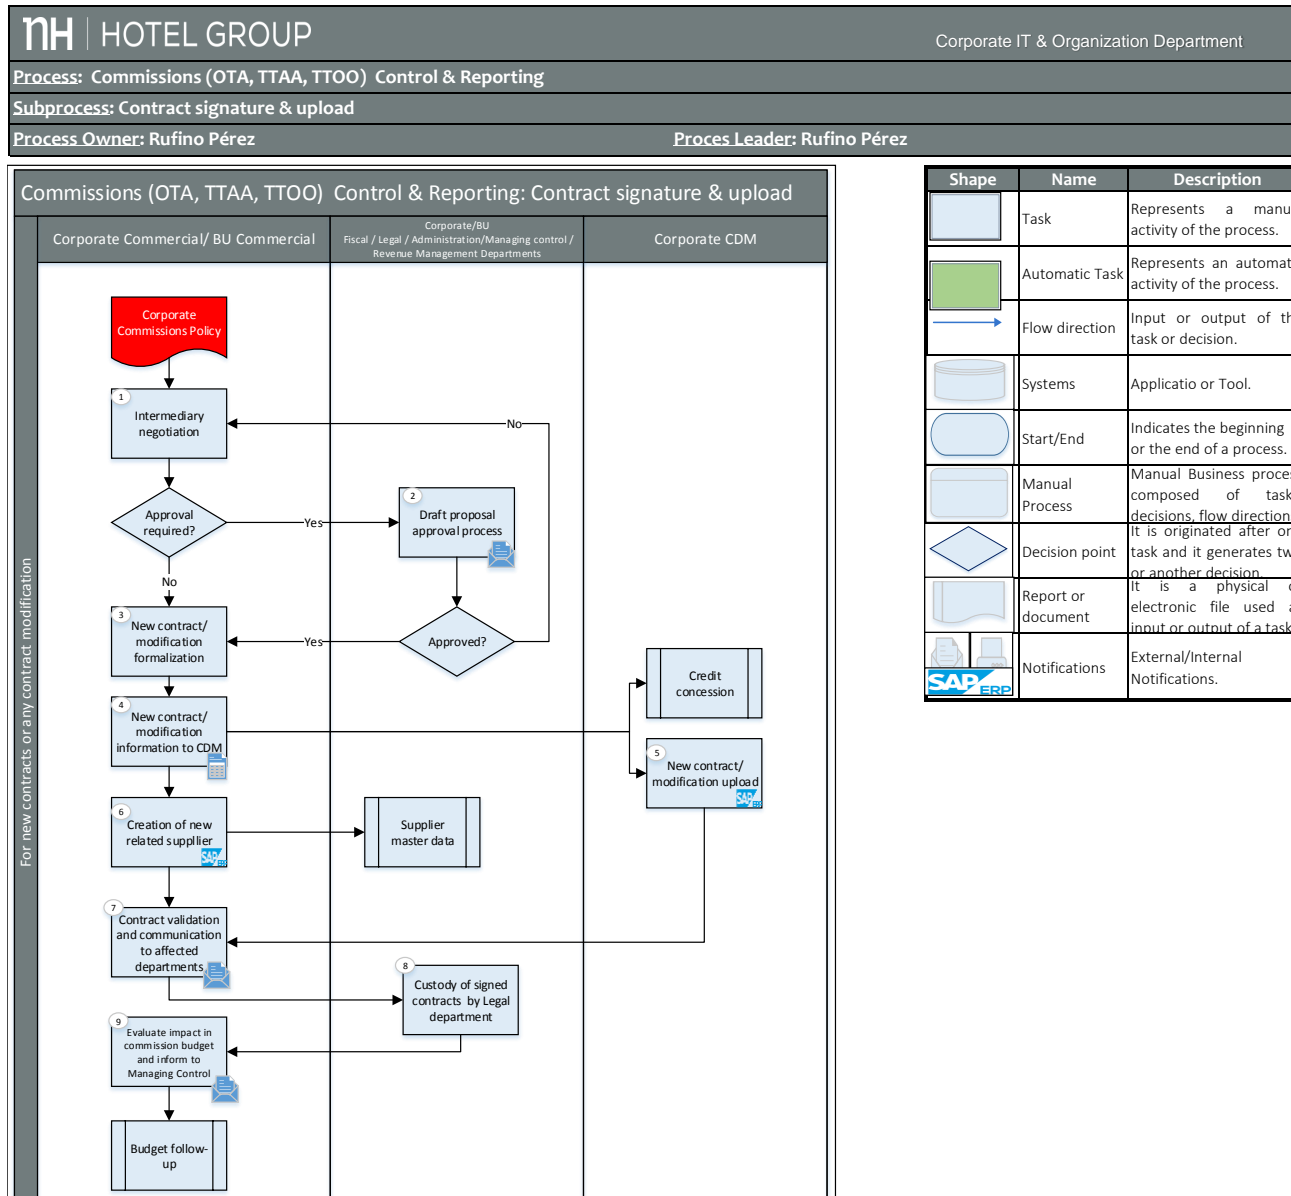 nH | HOTEL GROUP
Corporate IT & Organization Department
Process: Commissions (OTA, TTAA, TTOO) Control & Reporting
Subprocess: Contract signature & upload
Process Owner: Rufino Pérez
Proces Leader: Rufino Pérez
Commissions (OTA, TTAA, TTOO) Control & Reporting: Contract signature & upload
Corporate Commercial/ BU Commercial
Corporate/BU
Fiscal / Legal / Administration/Managing control /
Revenue Management Departments
Corporate CDM
For new contracts or any contract modification
Corporate
Commissions Policy
1
Intermediary
negotiation
No
Approval
required?
Yes
2
Draft proposal
approval process
No
3
New contract/
modification
formalization
Yes
Approved?
4
New contract/
modification
information to CDM
Credit
concession
5
New contract/
modification upload
SAP ERP
6
Creation of new
related suppllier
SAP ERP
Supplier
master data
7
Contract validation
and communication
to affected
departments
8
Custody of signed
contracts by Legal
department
9
Evaluate impact in
commission budget
and inform to
Managing Control
Budget follow-
up
Shape Name Description
Task
Represents a manu
activity of the process.
Automatic Task
Represents an automat
activity of the process.
Flow direction
Input or output of th
task or decision.
Systems
Applicatio or Tool.
Start/End
Indicates the beginning
or the end of a process.
Manual
Process
Manual Business proces
composed of task
decisions, flow direction
Decision point
It is originated after on
task and it generates tw
or another decision.
Report or
document
It is a physical o
electronic file used a
input or output of a task
SAP ERP
Notifications
External/Internal
Notifications.